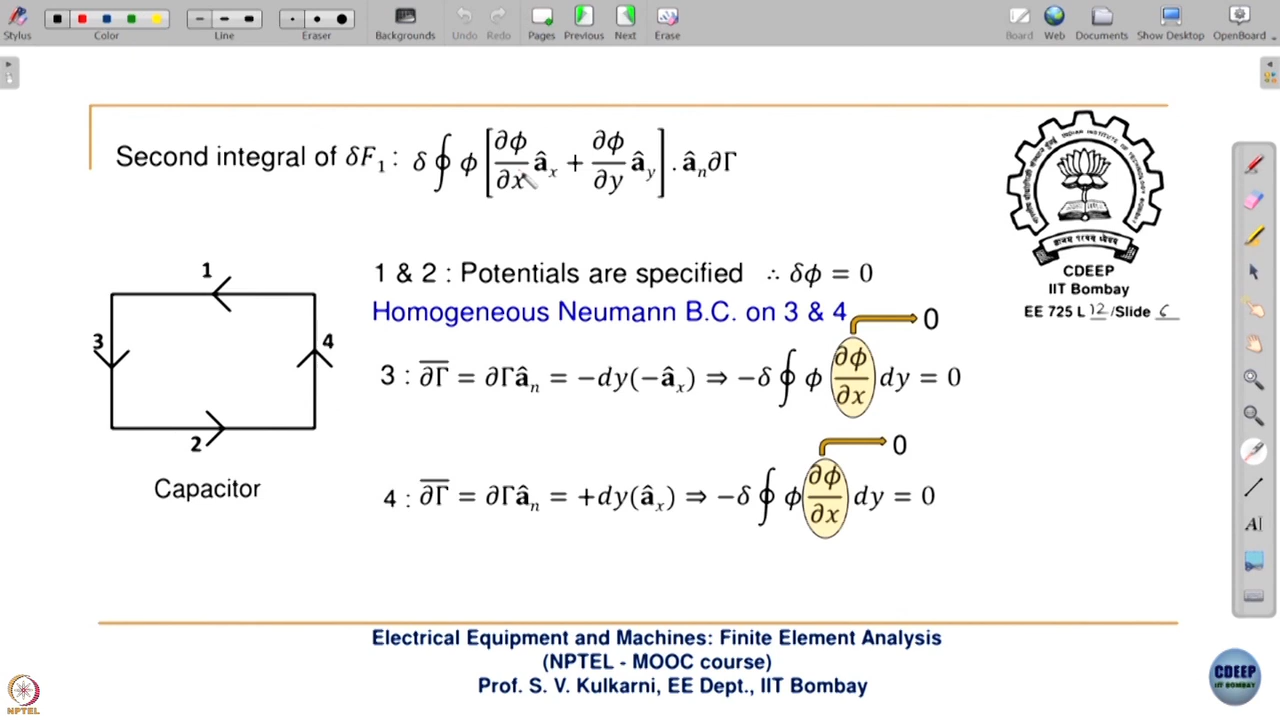 Stylus Color Line Eraser Backgrounds Undo Redo Pages Previous Next Erase Board Web Documents Show Desktop OpenBoard
Second integral of δF₁: δ∮ϕ[∂ϕ/∂x âₓ + ∂ϕ/∂y â_y].âₙ∂Γ
1
3
4
2
Capacitor
1 & 2 : Potentials are specified ∴ δϕ = 0
Homogeneous Neumann B.C. on 3 & 4
0
3 : ∂Γ̅ = ∂Γâₙ = −dy(−âₓ) ⇒ −δ∮ϕ ∂ϕ/∂x dy = 0
0
4 : ∂Γ̅ = ∂Γâₙ = +dy(âₓ) ⇒ −δ∮ϕ ∂ϕ/∂x dy = 0
CDEEP
IIT Bombay
EE 725 L 12 /Slide 6
Electrical Equipment and Machines: Finite Element Analysis
(NPTEL - MOOC course)
Prof. S. V. Kulkarni, EE Dept., IIT Bombay
NPTEL
CDEEP
IIT BOMBAY
AI